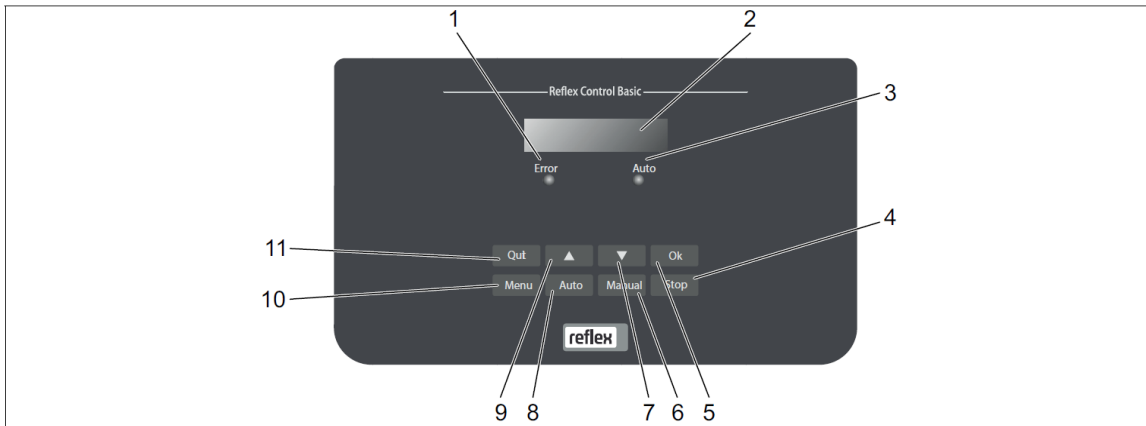 1 2
Reflex Control Basic
3
Error Auto
4
11 Qut ▲ ▼ Ok
10 Menu Auto Manual Stop
reflex
9 8 7 6 5